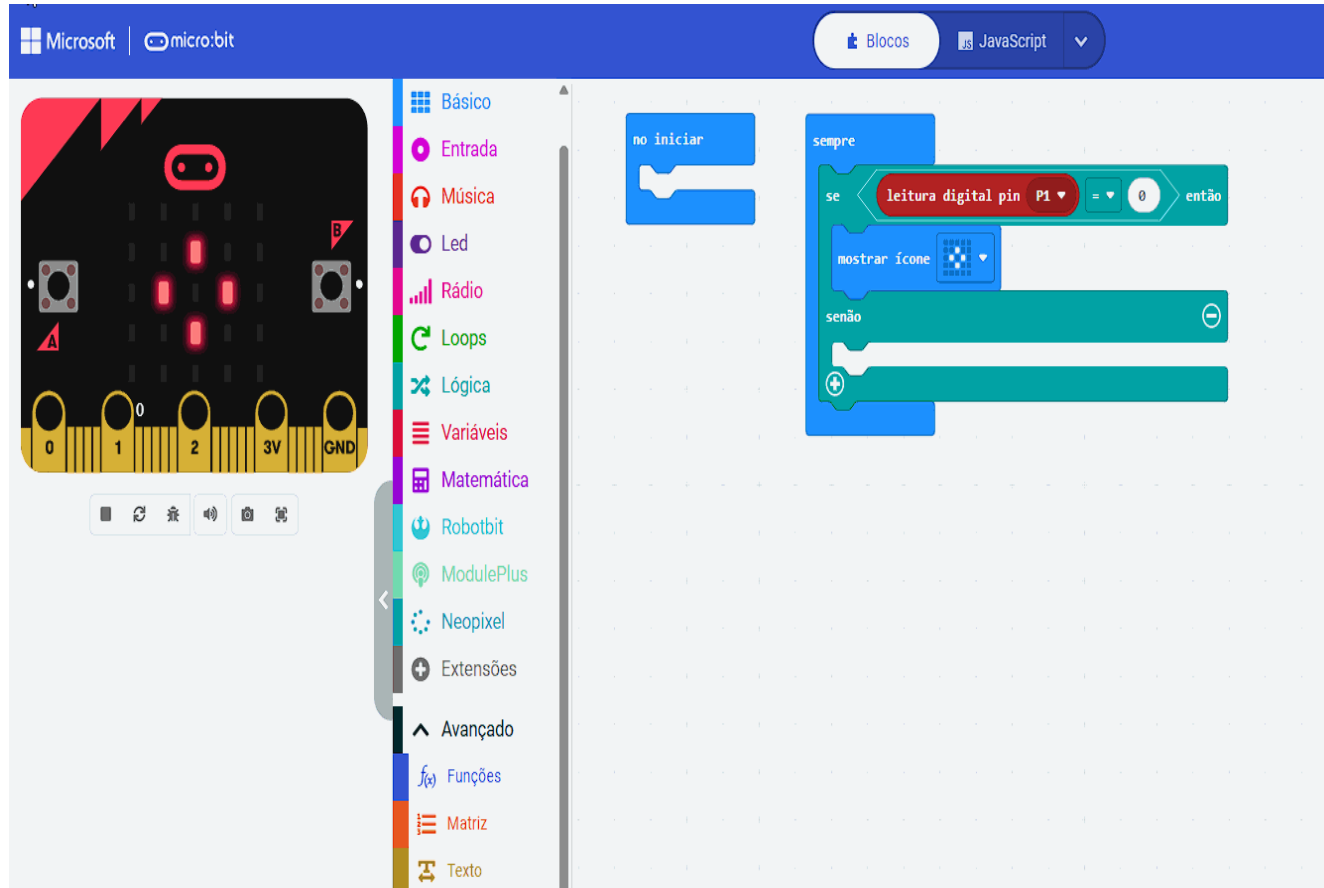 Microsoft
micro:bit
Blocos
JS JavaScript
B
A
0
0
1
2
3V
GND
Básico
Entrada
Música
Led
Rádio
Loops
Lógica
Variáveis
Matemática
Robotbit
ModulePlus
Neopixel
Extensões
Avançado
f(x) Funções
Matriz
Texto
no iniciar
sempre
se leitura digital pin P1 = 0 então
mostrar ícone
senão